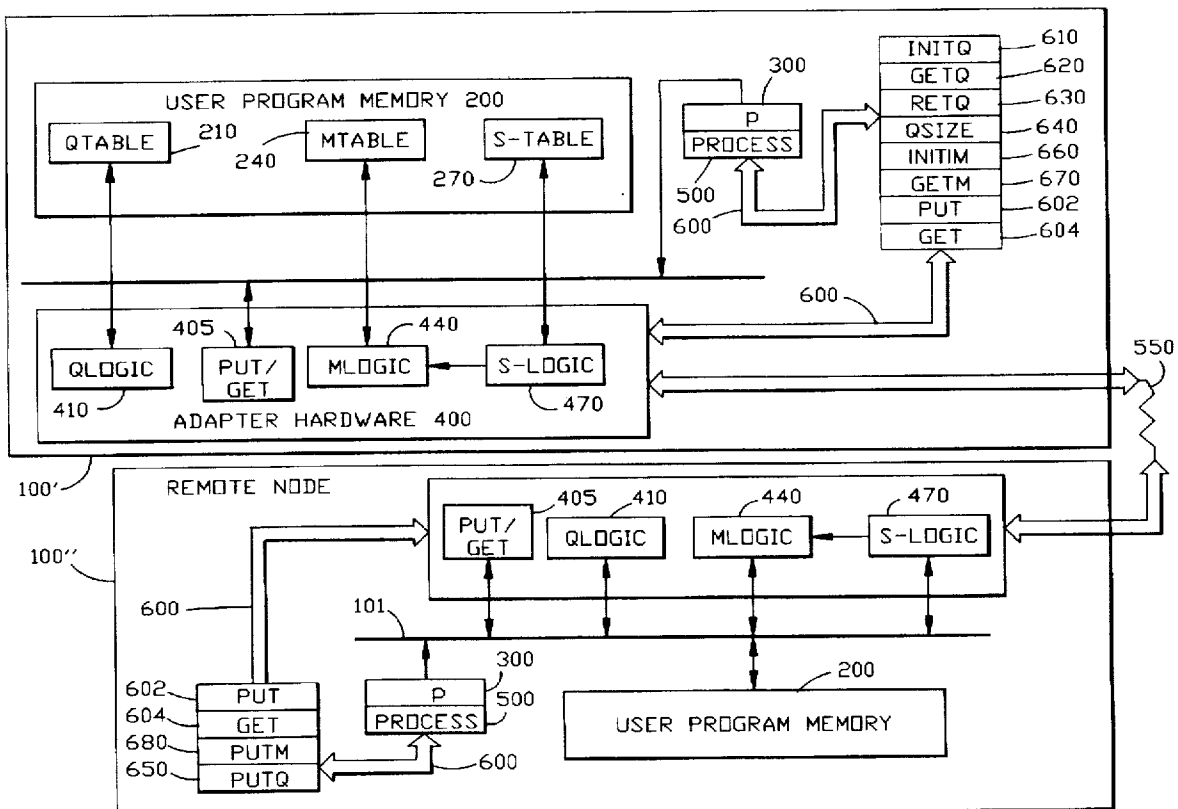 INITQ 610
GETQ 620
RETQ 630
QSIZE 640
INITIM 660
GETM 670
PUT 602
GET 604
300
P
PROCESS
500
600
USER PROGRAM MEMORY 200
QTABLE 210
MTABLE 240
S-TABLE 270
600
405
440
QLOGIC
PUT/
GET
MLOGIC
S-LOGIC
410
470
ADAPTER HARDWARE 400
550
100'
REMOTE NODE
405
410
440
470
PUT/
GET
QLOGIC
MLOGIC
S-LOGIC
100''
600
101
300
P
500
PROCESS
600
200
USER PROGRAM MEMORY
602 PUT
604 GET
680 PUTM
650 PUTQ